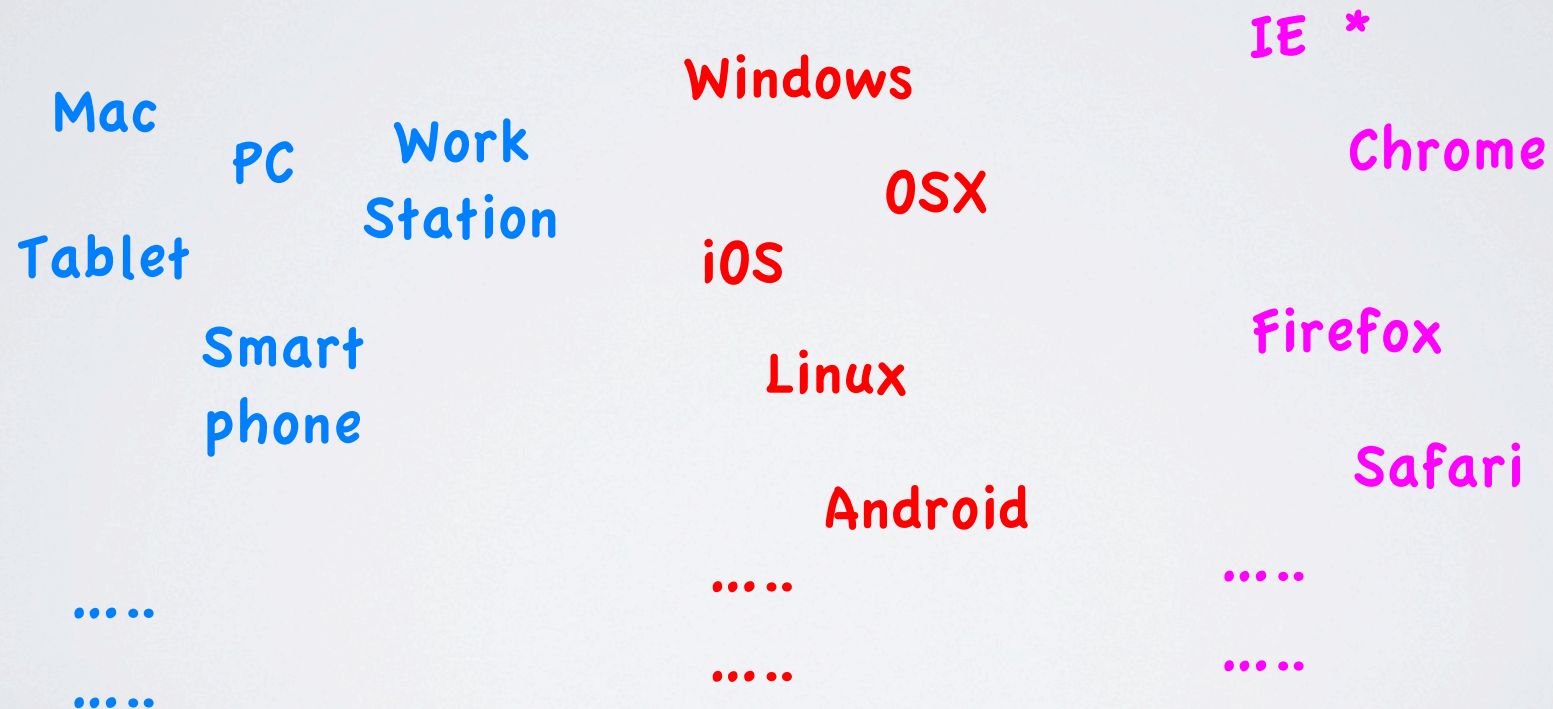 Mac
PC
Work
Station
Tablet
Smart
phone
.....
.....
Windows
OSX
iOS
Linux
Android
.....
.....
IE *
Chrome
Firefox
Safari
.....
.....